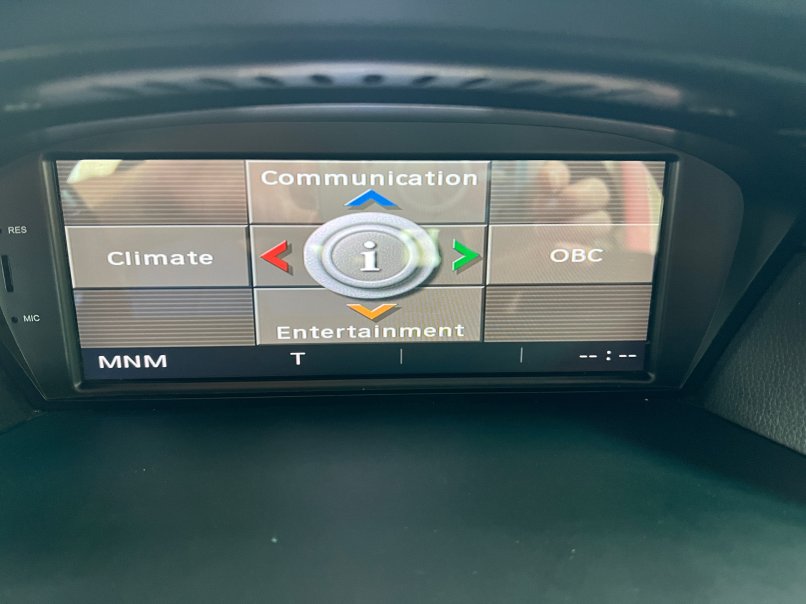 Communication
RES
Climate
i
OBC
MIC
Entertainment
MNM T --:--